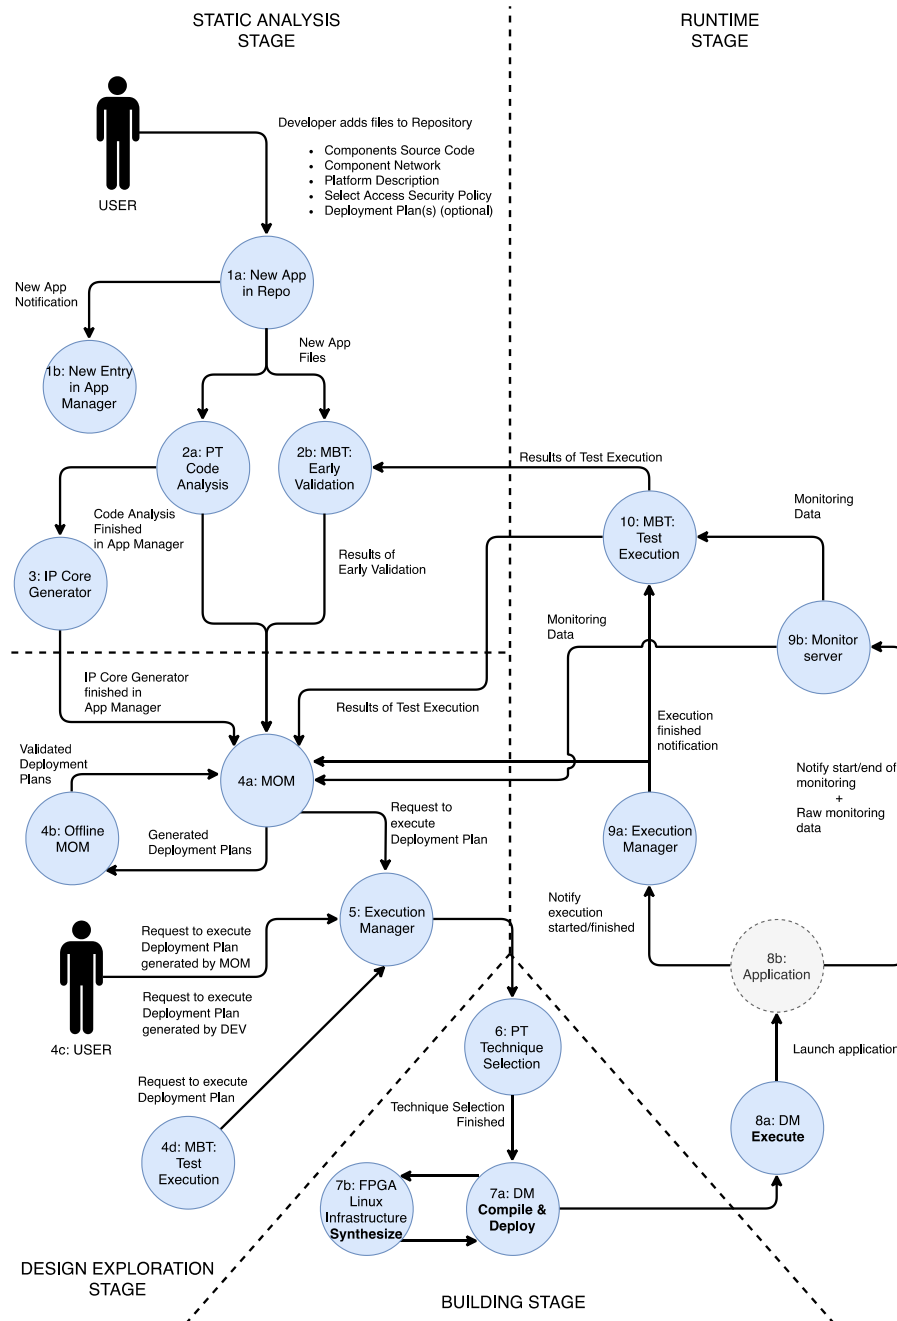 STATIC ANALYSIS
STAGE
RUNTIME
STAGE
Developer adds files to Repository
• Components Source Code
• Component Network
• Platform Description
• Select Access Security Policy
• Deployment Plan(s) (optional)
USER
1a: New App
in Repo
New App
Notification
New App
Files
1b: New Entry
in App
Manager
2a: PT
Code
Analysis
2b: MBT:
Early
Validation
Results of Test Execution
Monitoring
Data
10: MBT:
Test
Execution
Code Analysis
Finished
in App Manager
Results of
Early Validation
3: IP Core
Generator
Monitoring
Data
9b: Monitor
server
IP Core Generator
finished in
App Manager
Results of Test Execution
Execution
finished
notification
Validated
Deployment
Plans
4a: MOM
Notify start/end of
monitoring
+
Raw monitoring
data
Request to
execute
Deployment Plan
4b: Offline
MOM
Generated
Deployment Plans
9a: Execution
Manager
5: Execution
Manager
Notify
execution
started/finished
Request to execute
Deployment Plan
generated by MOM
Request to execute
Deployment Plan
generated by DEV
8b:
Application
4c: USER
6: PT
Technique
Selection
Launch application
Request to execute
Deployment Plan
Technique Selection
Finished
8a: DM
Execute
4d: MBT:
Test
Execution
7b: FPGA
Linux
Infrastructure
Synthesize
7a: DM
Compile &
Deploy
DESIGN EXPLORATION
STAGE
BUILDING STAGE